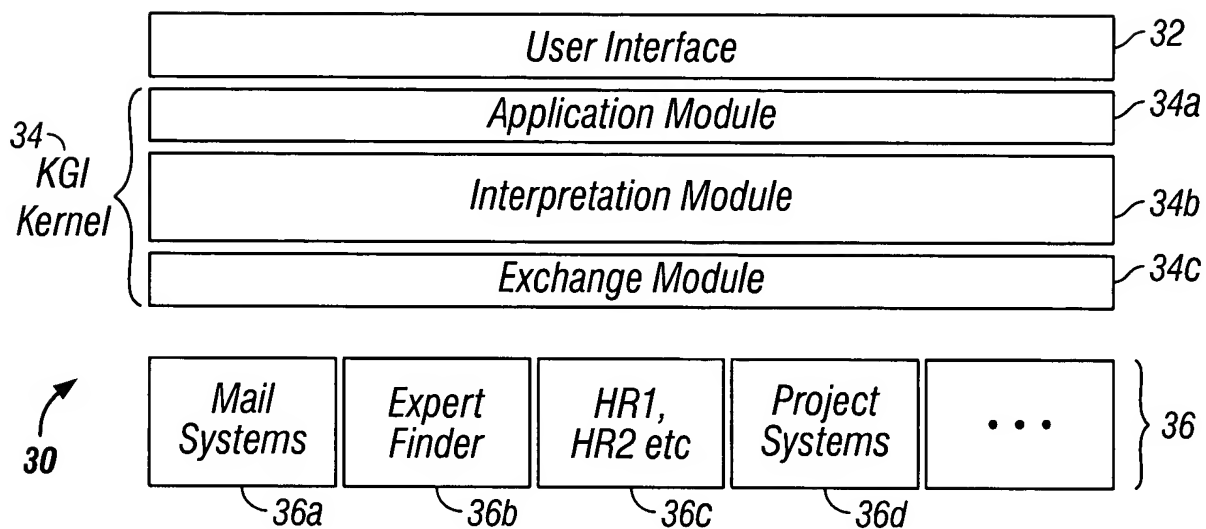 User Interface
32
Application Module
34a
34
KGI
Kernel
Interpretation Module
34b
Exchange Module
34c
30
Mail
Systems
Expert
Finder
HR1,
HR2 etc
Project
Systems
• • •
36
36a
36b
36c
36d